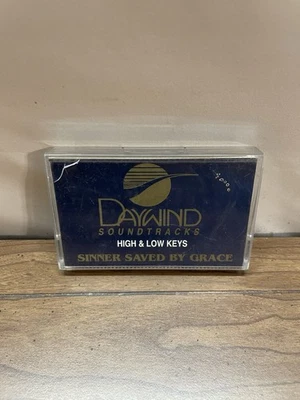 DAYWIND
SOUNDTRACKS
HIGH & LOW KEYS
SINNER SAVED BY GRACE